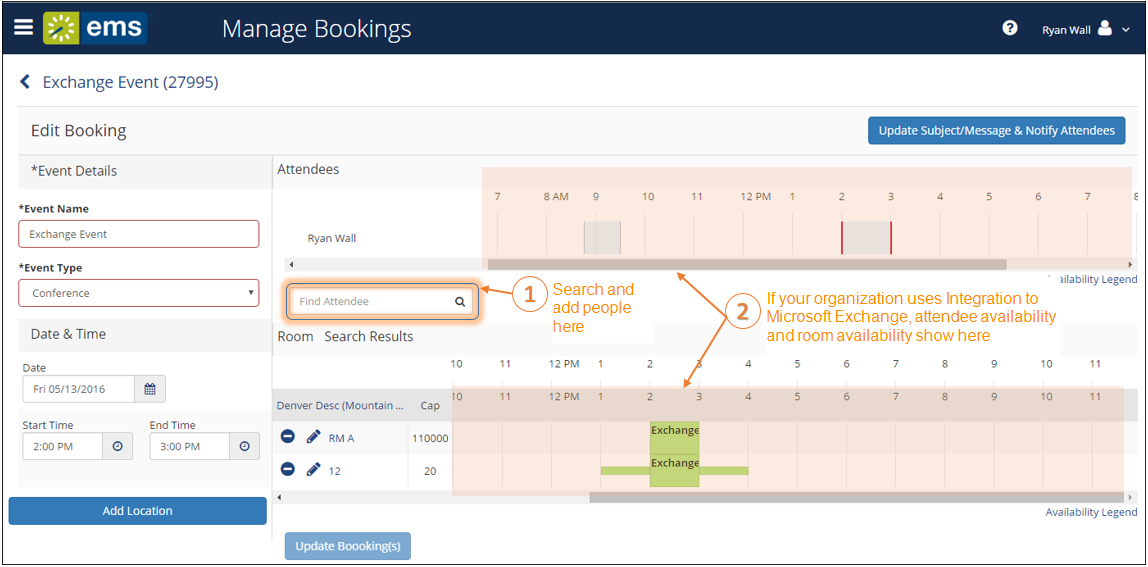 ems
Manage Bookings
Ryan Wall
Exchange Event (27995)
Edit Booking
Update Subject/Message & Notify Attendees
*Event Details
*Event Name
Exchange Event
*Event Type
Conference
Date & Time
Date
Fri 05/13/2016
Start Time
End Time
2:00 PM
3:00 PM
Add Location
Attendees
7 8 AM 9 10 11 12 PM 1 2 3 4 5 6 7 8
Ryan Wall
Availability Legend
Find Attendee
1
Search and
add people
here
2
If your organization uses Integration to
Microsoft Exchange, attendee availability
and room availability show here
Room Search Results
10 11 12 PM 1 2 3 4 5 6 7 8 9 10 11
Denver Desc (Mountain ... Cap
10 11 12 PM 1 2 3 4 5 6 7 8 9 10 11
RM A 110000 Exchange
12 20 Exchange
Availability Legend
Update Boooking(s)